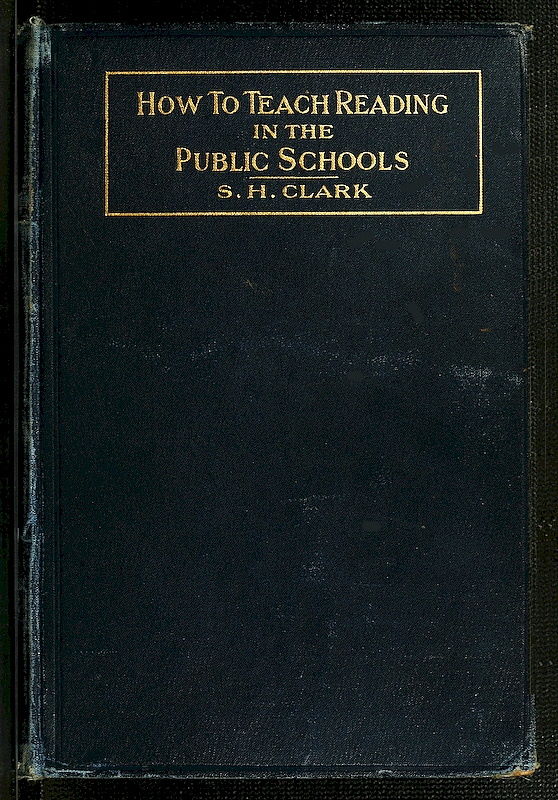 How To Teach Reading
in the
Public Schools
S. H. Clark